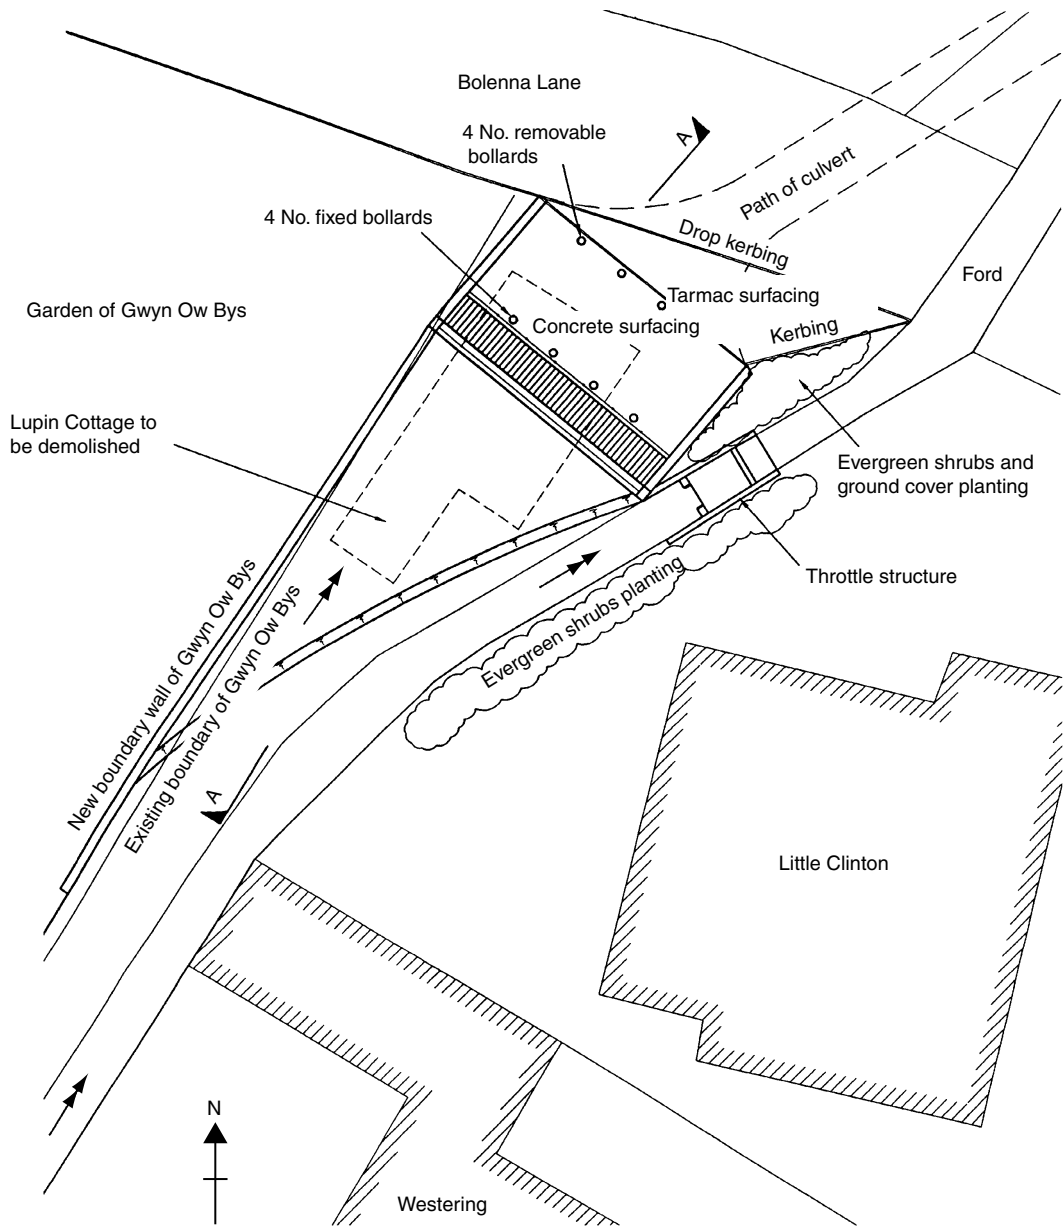 Bolenna Lane
4 No. removable
bollards
A
Path of culvert
4 No. fixed bollards
Drop kerbing
Ford
Garden of Gwyn Ow Bys
Tarmac surfacing
Concrete surfacing
Kerbing
Lupin Cottage to
be demolished
Evergreen shrubs and
ground cover planting
Throttle structure
Evergreen shrubs planting
New boundary wall of Gwyn Ow Bys
Existing boundary of Gwyn Ow Bys
A
Little Clinton
N
Westering